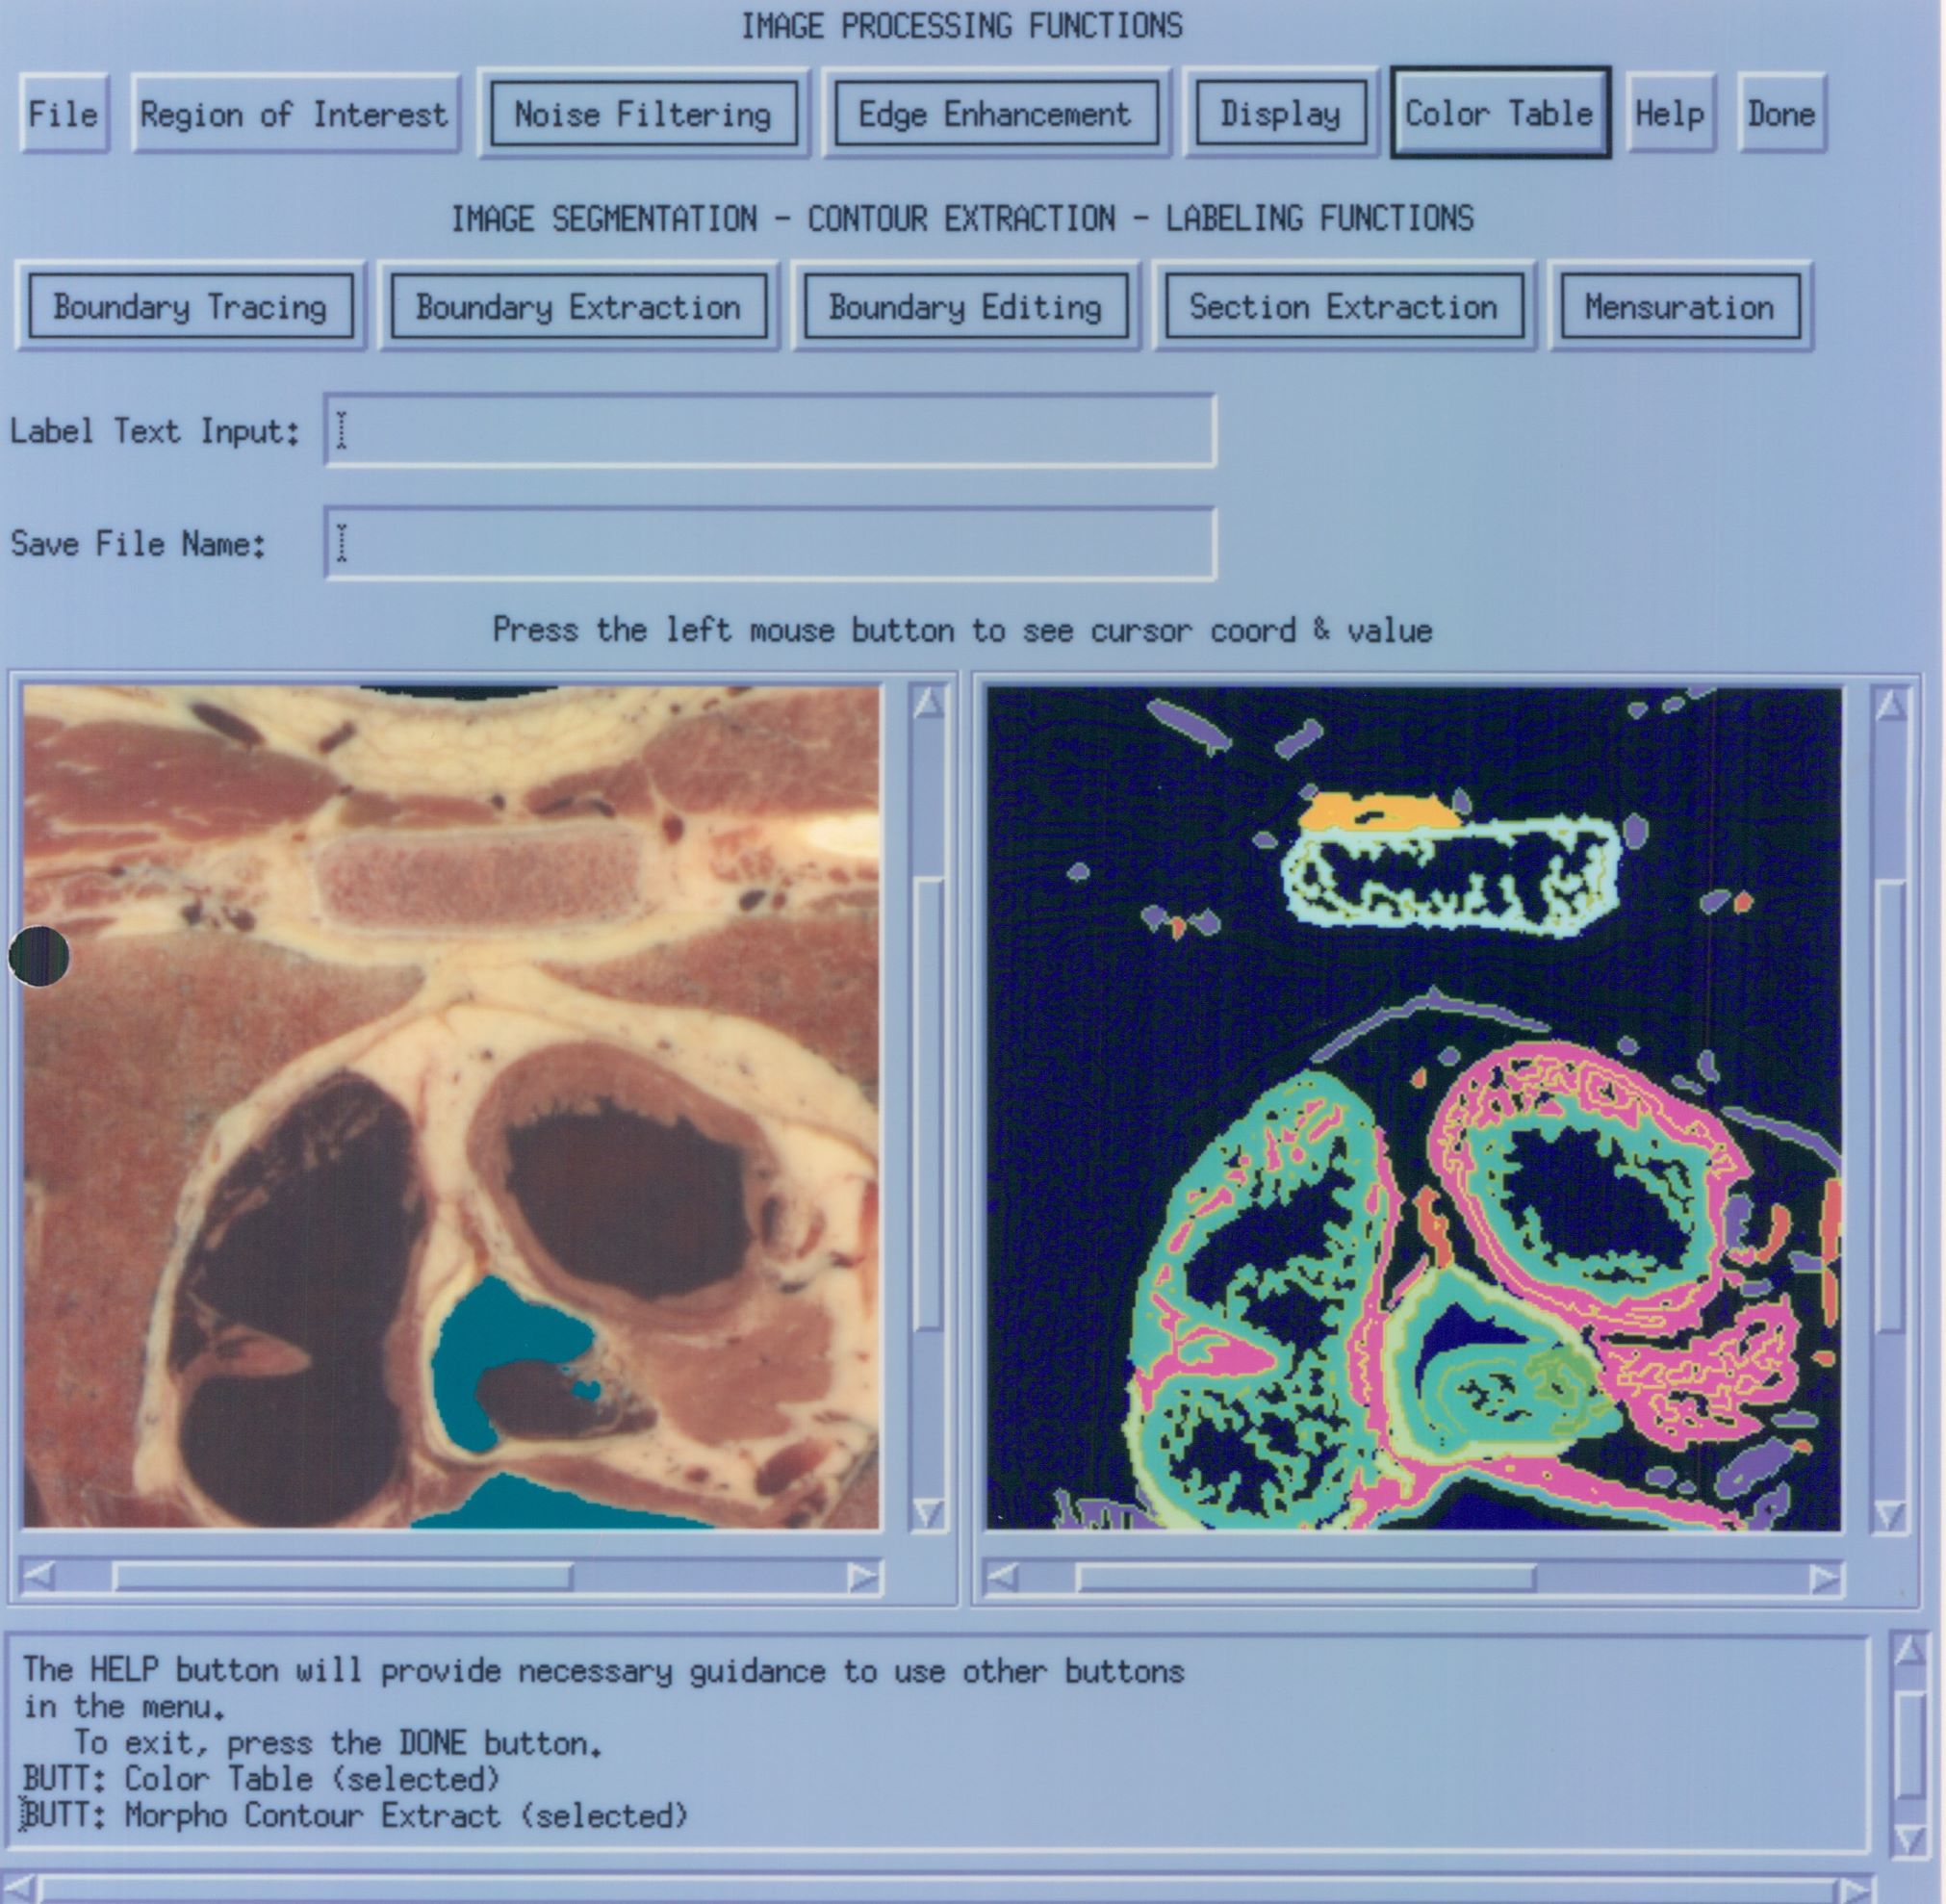 IMAGE PROCESSING FUNCTIONS
File Region of Interest Noise Filtering Edge Enhancement Display Color Table Help Done
IMAGE SEGMENTATION - CONTOUR EXTRACTION - LABELING FUNCTIONS
Boundary Tracing Boundary Extraction Boundary Editing Section Extraction Mensuration
Label Text Input:
Save File Name:
Press the left mouse button to see cursor coord & value
The HELP button will provide necessary guidance to use other buttons
in the menu.
To exit, press the DONE button.
BUTT: Color Table (selected)
BUTT: Morpho Contour Extract (selected)